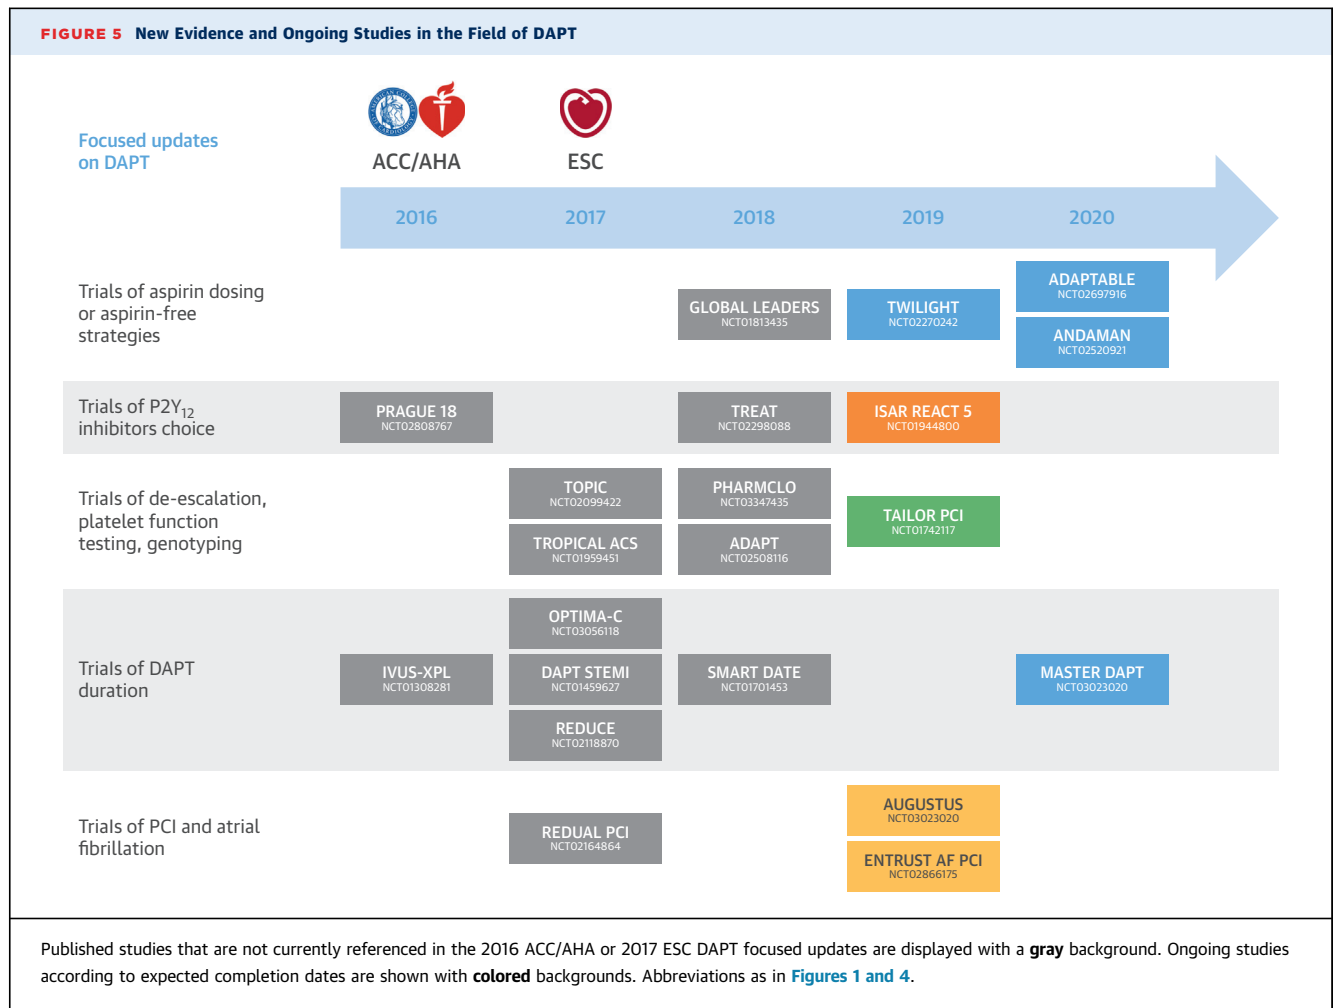 FIGURE 5 New Evidence and Ongoing Studies in the Field of DAPT
Focused updates
on DAPT
ACC/AHA
ESC
2016
2017
2018
2019
2020
Trials of aspirin dosing
or aspirin-free
strategies
GLOBAL LEADERS
NCT01813435
TWILIGHT
NCT02270242
ADAPTABLE
NCT02697916
ANDAMAN
NCT02520921
Trials of P2Y12
inhibitors choice
PRAGUE 18
NCT02808767
TREAT
NCT02298088
ISAR REACT 5
NCT01944800
Trials of de-escalation,
platelet function
testing, genotyping
TOPIC
NCT02099422
TROPICAL ACS
NCT01959451
PHARMCLO
NCT03347435
ADAPT
NCT02508116
TAILOR PCI
NCT01742117
Trials of DAPT
duration
IVUS-XPL
NCT01308281
OPTIMA-C
NCT03056118
DAPT STEMI
NCT01459627
REDUCE
NCT02118870
SMART DATE
NCT01701453
MASTER DAPT
NCT03023020
Trials of PCI and atrial
fibrillation
REDUAL PCI
NCT02164864
AUGUSTUS
NCT03023020
ENTRUST AF PCI
NCT02866175
Published studies that are not currently referenced in the 2016 ACC/AHA or 2017 ESC DAPT focused updates are displayed with a gray background. Ongoing studies
according to expected completion dates are shown with colored backgrounds. Abbreviations as in Figures 1 and 4.